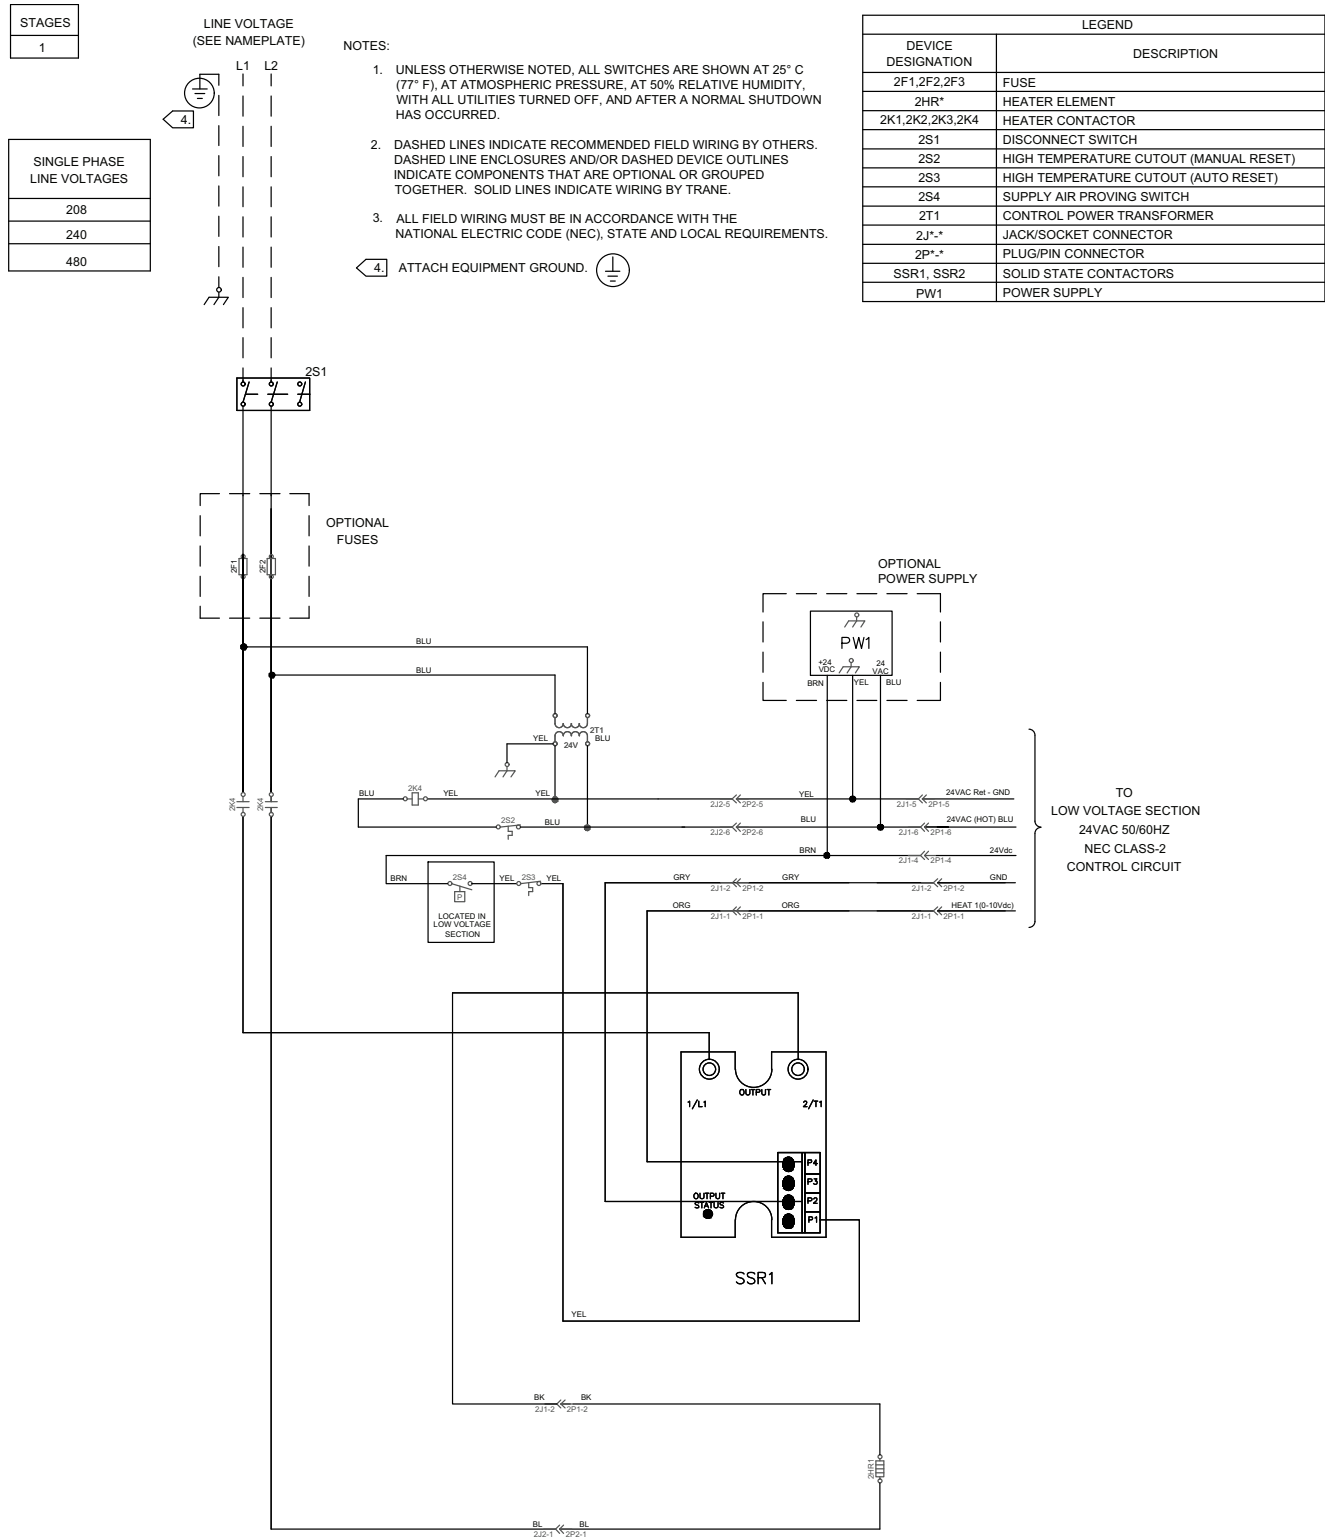 STAGES
1
LINE VOLTAGE
(SEE NAMEPLATE)
L1 L2
4.
SINGLE PHASE
LINE VOLTAGES
208
240
480
NOTES:
1. UNLESS OTHERWISE NOTED, ALL SWITCHES ARE SHOWN AT 25° C
(77° F), AT ATMOSPHERIC PRESSURE, AT 50% RELATIVE HUMIDITY,
WITH ALL UTILITIES TURNED OFF, AND AFTER A NORMAL SHUTDOWN
HAS OCCURRED.
2. DASHED LINES INDICATE RECOMMENDED FIELD WIRING BY OTHERS.
DASHED LINE ENCLOSURES AND/OR DASHED DEVICE OUTLINES
INDICATE COMPONENTS THAT ARE OPTIONAL OR GROUPED
TOGETHER. SOLID LINES INDICATE WIRING BY TRANE.
3. ALL FIELD WIRING MUST BE IN ACCORDANCE WITH THE
NATIONAL ELECTRIC CODE (NEC), STATE AND LOCAL REQUIREMENTS.
4. ATTACH EQUIPMENT GROUND.
LEGEND
DEVICE
DESIGNATION
DESCRIPTION
2F1,2F2,2F3 FUSE
2HR* HEATER ELEMENT
2K1,2K2,2K3,2K4 HEATER CONTACTOR
2S1 DISCONNECT SWITCH
2S2 HIGH TEMPERATURE CUTOUT (MANUAL RESET)
2S3 HIGH TEMPERATURE CUTOUT (AUTO RESET)
2S4 SUPPLY AIR PROVING SWITCH
2T1 CONTROL POWER TRANSFORMER
2J*-* JACK/SOCKET CONNECTOR
2P*-* PLUG/PIN CONNECTOR
SSR1, SSR2 SOLID STATE CONTACTORS
PW1 POWER SUPPLY
2S1
OPTIONAL
FUSES
2F1
2F2
BLU
BLU
OPTIONAL
POWER SUPPLY
PW1
+24
VDC
24
VAC
BRN YEL BLU
2T1
YEL
24V
BLU
2K4
2K4
BLU
2K4
YEL
YEL
2J2-5 2P2-5
YEL
2J1-5 2P1-5
24VAC Ret - GND
2S2
BLU
2J2-6 2P2-6
BLU
2J1-6 2P1-6
24VAC (HOT) BLU
BRN
2J1-4 2P1-4
24Vdc
BRN
2S4
P
YEL
2S3
YEL
LOCATED IN
LOW VOLTAGE
SECTION
GRY
2J1-2 2P1-2
GRY
2J1-2 2P1-2
GND
ORG
2J1-1 2P1-1
ORG
2J1-1 2P1-1
HEAT 1(0-10Vdc)
TO
LOW VOLTAGE SECTION
24VAC 50/60HZ
NEC CLASS-2
CONTROL CIRCUIT
OUTPUT
1/L1
2/T1
P4
P3
P2
P1
OUTPUT
STATUS
SSR1
YEL
BK BK
2J1-2 2P1-2
2HR1
BL BL
2J2-1 2P2-1